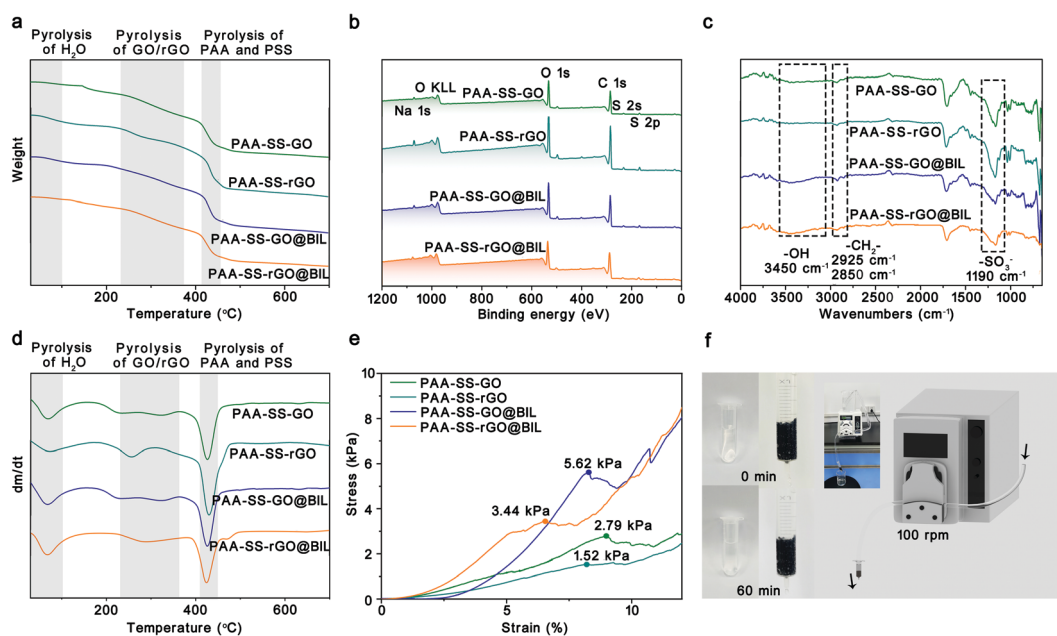 a
Pyrolysis of H2O
Pyrolysis of GO/rGO
Pyrolysis of PAA and PSS
Weight
PAA-SS-GO
PAA-SS-rGO
PAA-SS-GO@BIL
PAA-SS-rGO@BIL
0
200
400
600
Temperature (oC)
b
O 1s
C 1s
O KLL
PAA-SS-GO
S 2s
Na 1s
S 2p
PAA-SS-rGO
PAA-SS-GO@BIL
PAA-SS-rGO@BIL
1200
1000
800
600
400
200
0
Binding energy (eV)
c
PAA-SS-GO
PAA-SS-rGO
PAA-SS-GO@BIL
PAA-SS-rGO@BIL
-OH
3450 cm-1
-CH2-
2925 cm-1
2850 cm-1
-SO3-
1190 cm-1
4000
3500
3000
2500
2000
1500
1000
Wavenumbers (cm-1)
d
Pyrolysis of H2O
Pyrolysis of GO/rGO
Pyrolysis of PAA and PSS
dm/dt
PAA-SS-GO
PAA-SS-rGO
PAA-SS-GO@BIL
PAA-SS-rGO@BIL
0
200
400
600
Temperature (oC)
e
PAA-SS-GO
PAA-SS-rGO
PAA-SS-GO@BIL
PAA-SS-rGO@BIL
10
8
6
4
2
0
Stress (kPa)
5.62 kPa
3.44 kPa
2.79 kPa
1.52 kPa
0
5
10
Strain (%)
f
0 min
60 min
100 rpm